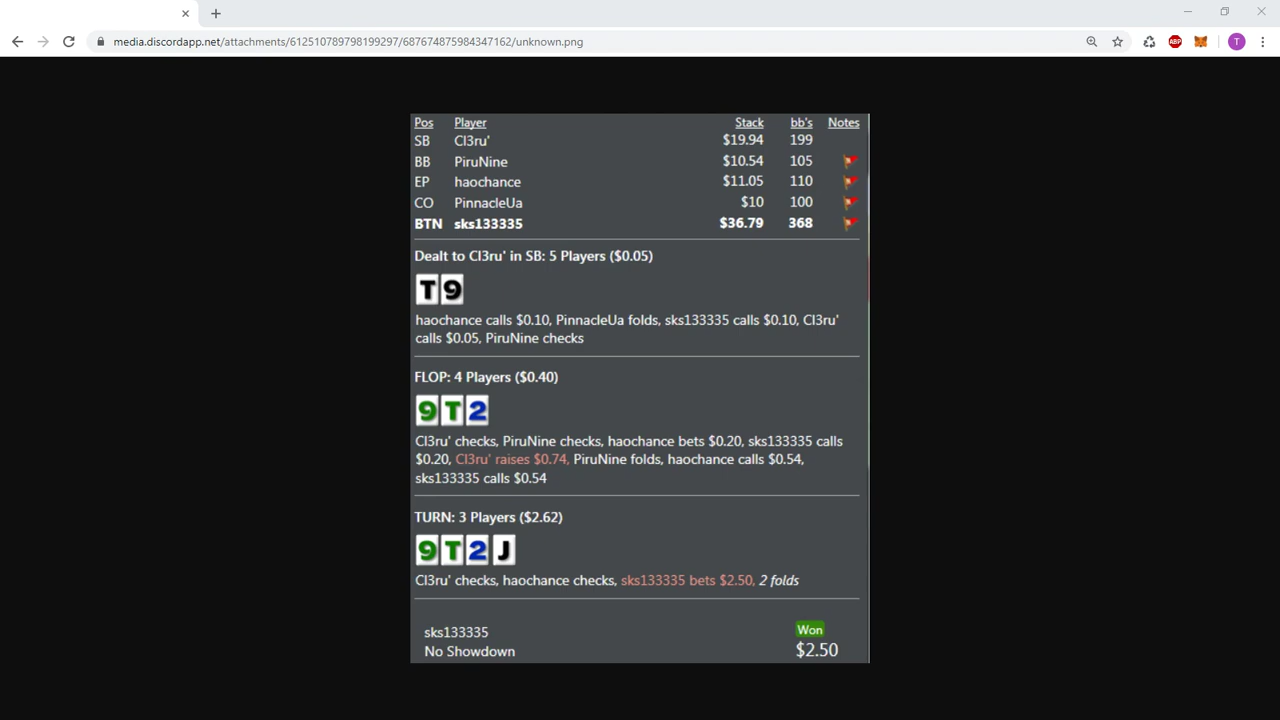 media.discordapp.net/attachments/612510789798199297/687674875984347162/unknown.png
ABP
T
Pos Player Stack bb's Notes
SB Cl3ru' $19.94 199
BB PiruNine $10.54 105
EP haochance $11.05 110
CO PinnacleUa $10 100
BTN sks133335 $36.79 368
Dealt to Cl3ru' in SB: 5 Players ($0.05)
T 9
haochance calls $0.10, PinnacleUa folds, sks133335 calls $0.10, Cl3ru'
calls $0.05, PiruNine checks
FLOP: 4 Players ($0.40)
9 T 2
Cl3ru' checks, PiruNine checks, haochance bets $0.20, sks133335 calls
$0.20, Cl3ru' raises $0.74, PiruNine folds, haochance calls $0.54,
sks133335 calls $0.54
TURN: 3 Players ($2.62)
9 T 2 J
Cl3ru' checks, haochance checks, sks133335 bets $2.50, 2 folds
sks133335 Won
No Showdown $2.50